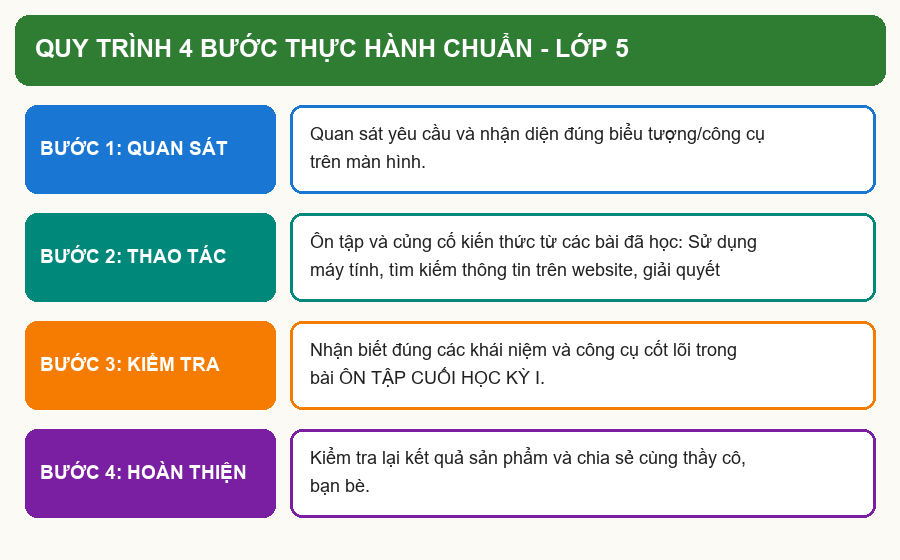 QUY TRÌNH 4 BƯỚC THỰC HÀNH CHUẨN - LỚP 5
BƯỚC 1: QUAN SÁT
Quan sát yêu cầu và nhận diện đúng biểu tượng/công cụ
trên màn hình.
BƯỚC 2: THAO TÁC
Ôn tập và củng cố kiến thức từ các bài đã học: Sử dụng
máy tính, tìm kiếm thông tin trên website, giải quyết
BƯỚC 3: KIỂM TRA
Nhận biết đúng các khái niệm và công cụ cốt lõi trong
bài ÔN TẬP CUỐI HỌC KỲ I.
BƯỚC 4: HOÀN THIỆN
Kiểm tra lại kết quả sản phẩm và chia sẻ cùng thầy cô,
bạn bè.